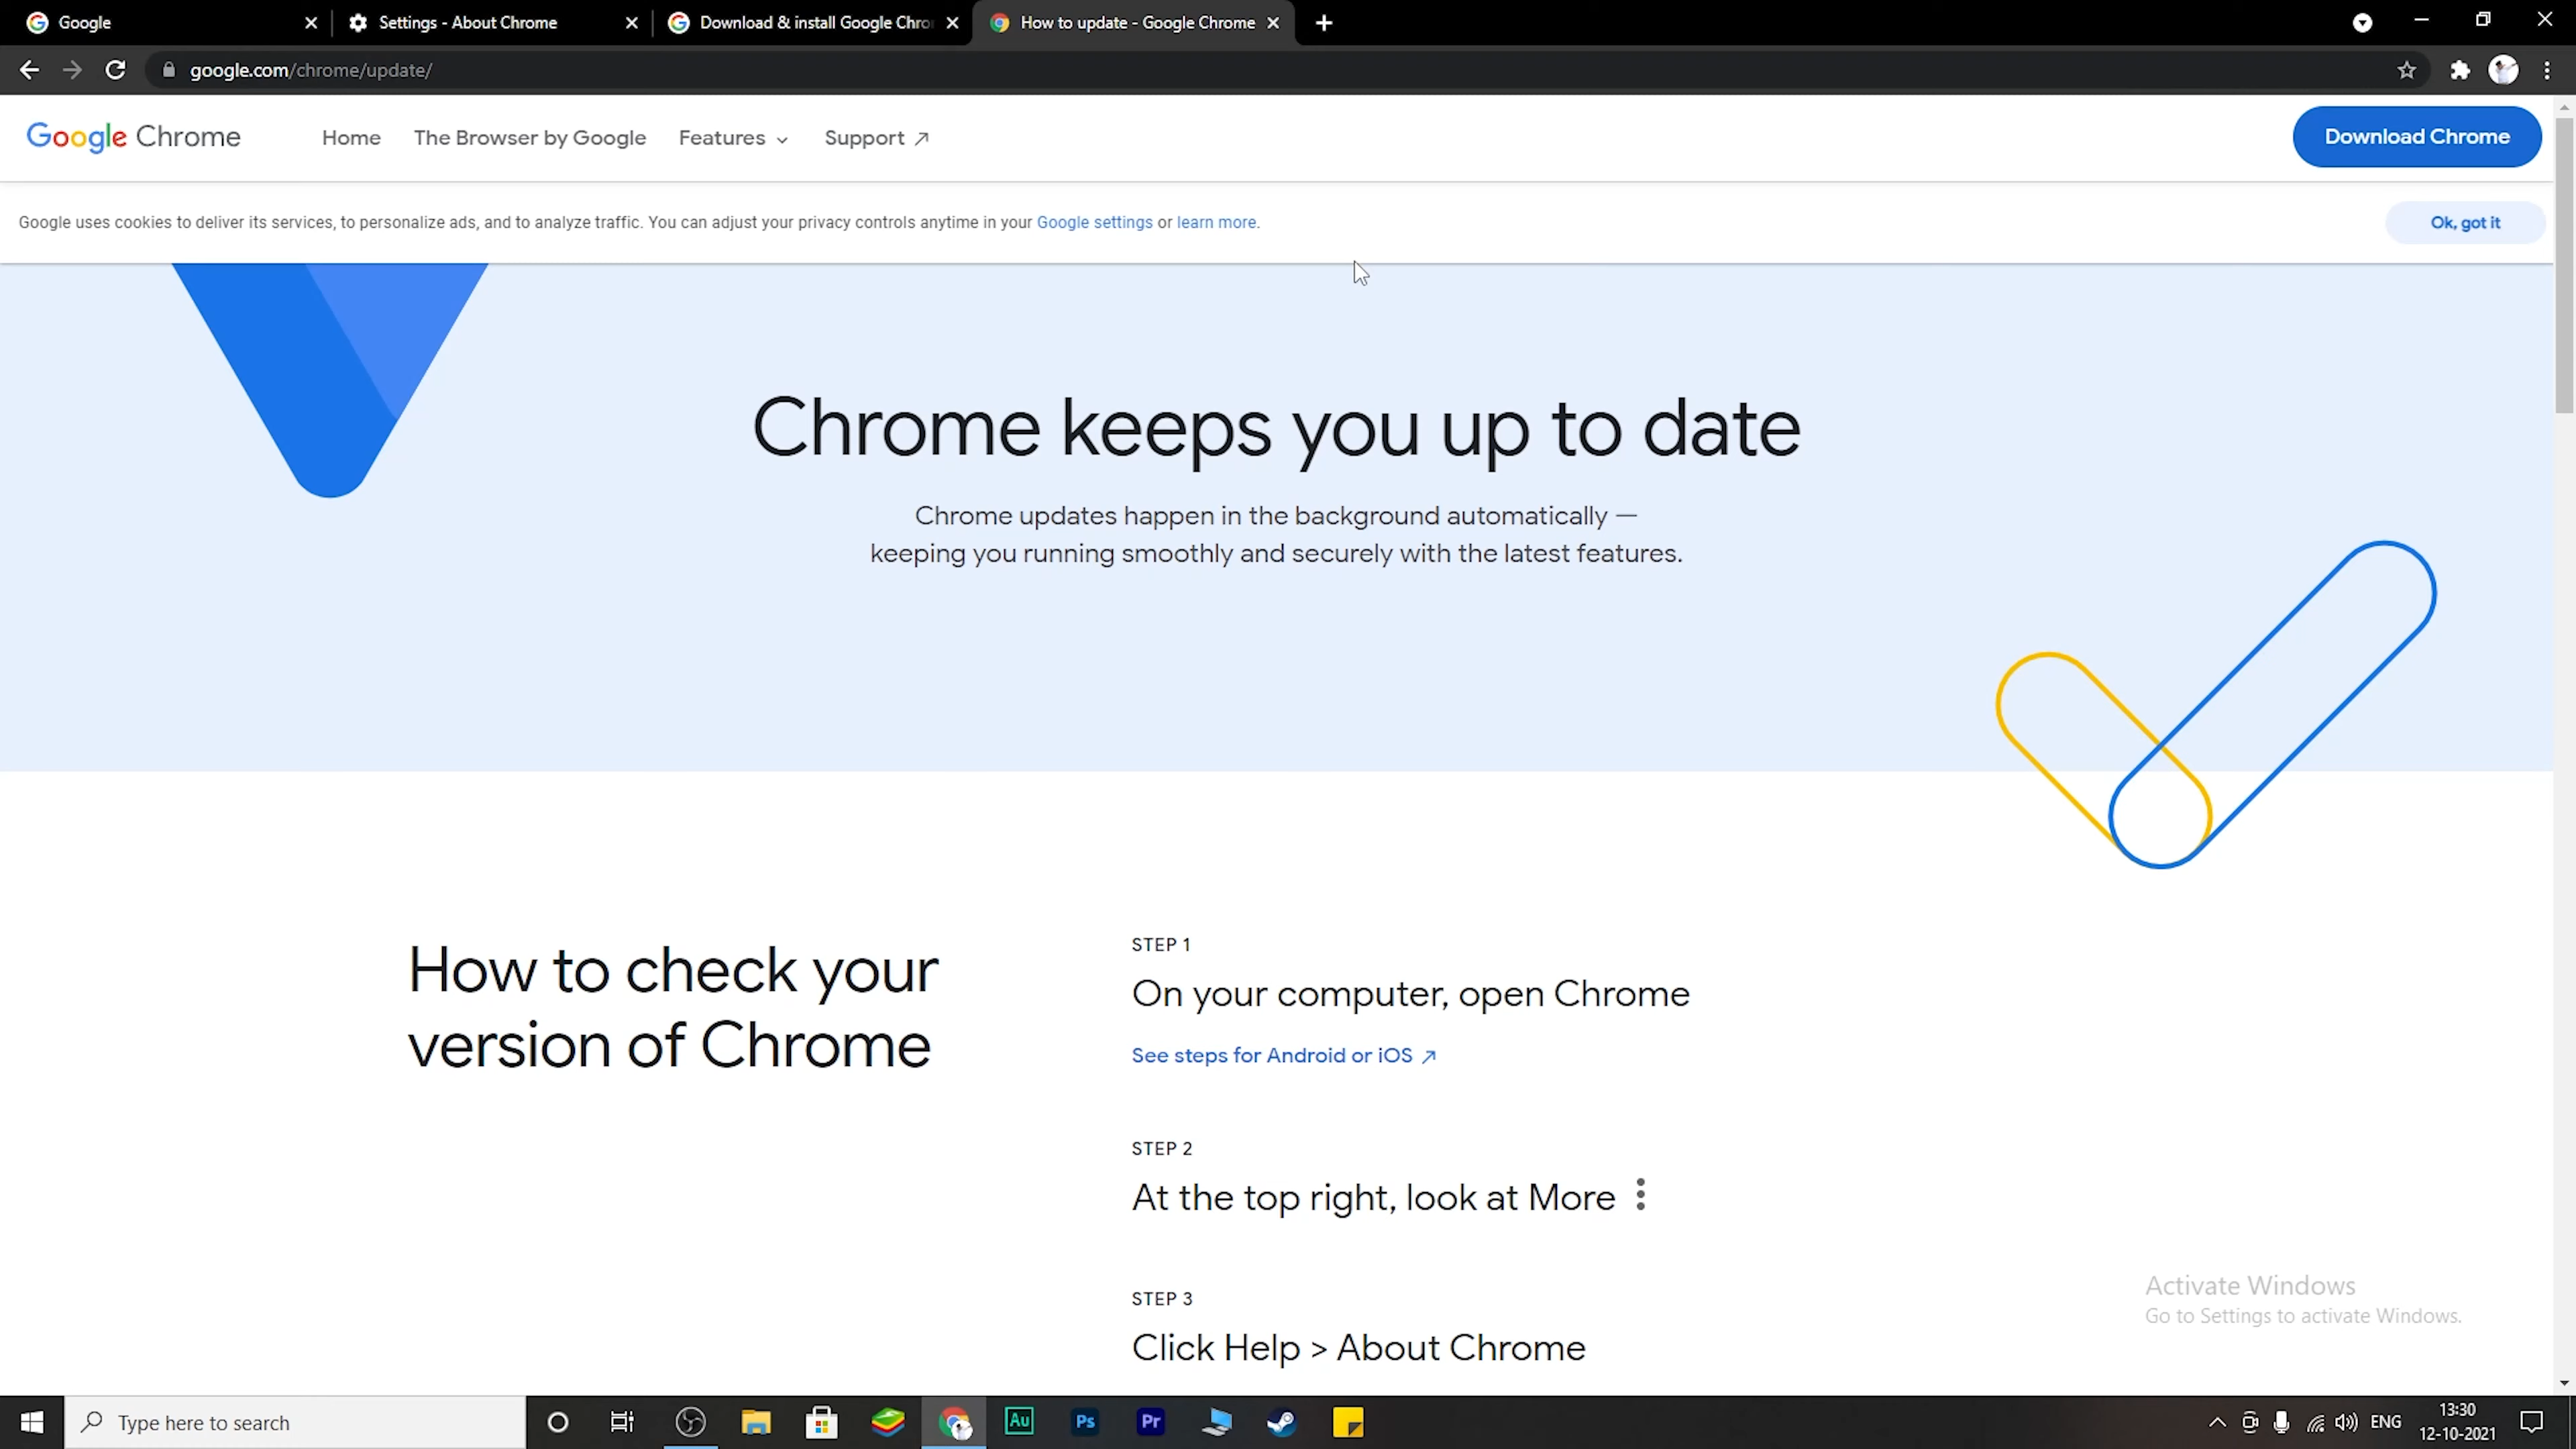 Google
Settings - About Chrome
Download & install Google Chro
How to update - Google Chrome
google.com/chrome/update/
Google Chrome
Home
The Browser by Google
Features
Support
Download Chrome
Google uses cookies to deliver its services, to personalize ads, and to analyze traffic. You can adjust your privacy controls anytime in your Google settings or learn more.
Ok, got it
Chrome keeps you up to date
Chrome updates happen in the background automatically —
keeping you running smoothly and securely with the latest features.
How to check your
version of Chrome
STEP 1
On your computer, open Chrome
See steps for Android or iOS
STEP 2
At the top right, look at More
STEP 3
Click Help > About Chrome
Activate Windows
Go to Settings to activate Windows.
Type here to search
Au
Ps
Pr
ENG
13:30
12-10-2021